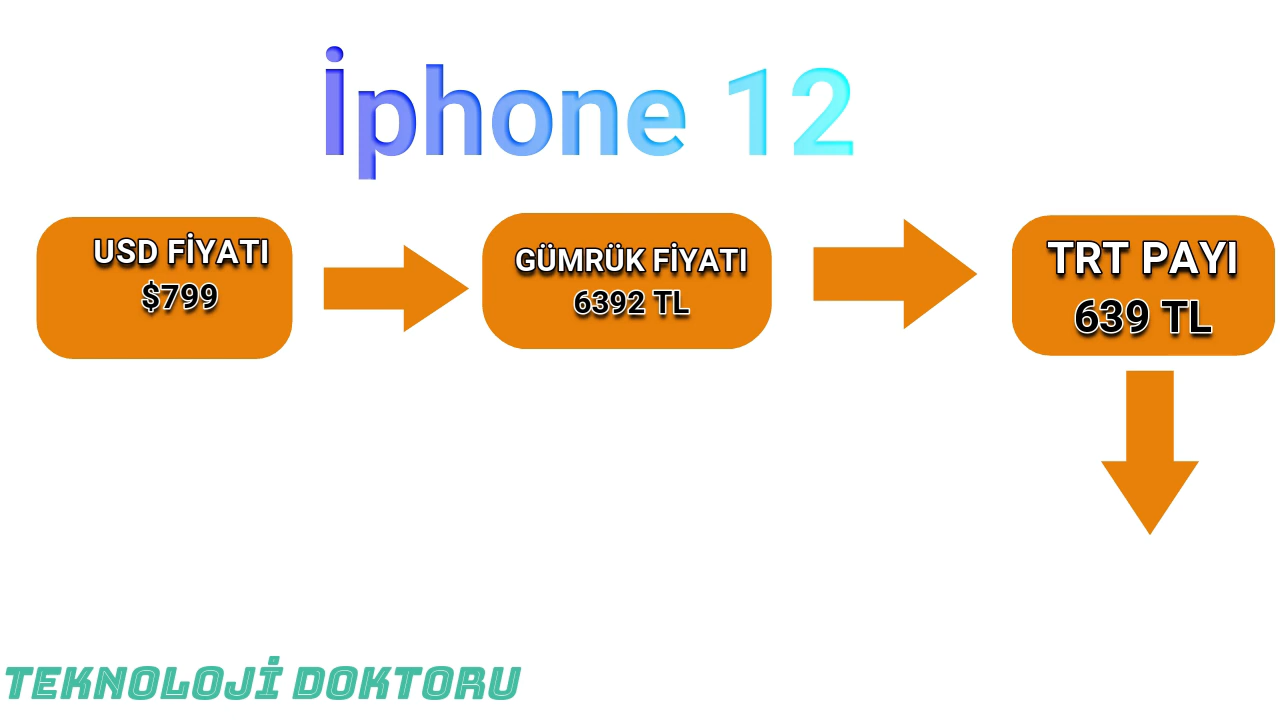 İphone 12
USD FİYATI
$799
GÜMRÜK FİYATI
6392 TL
TRT PAYI
639 TL
TEKNOLOJİ DOKTORU